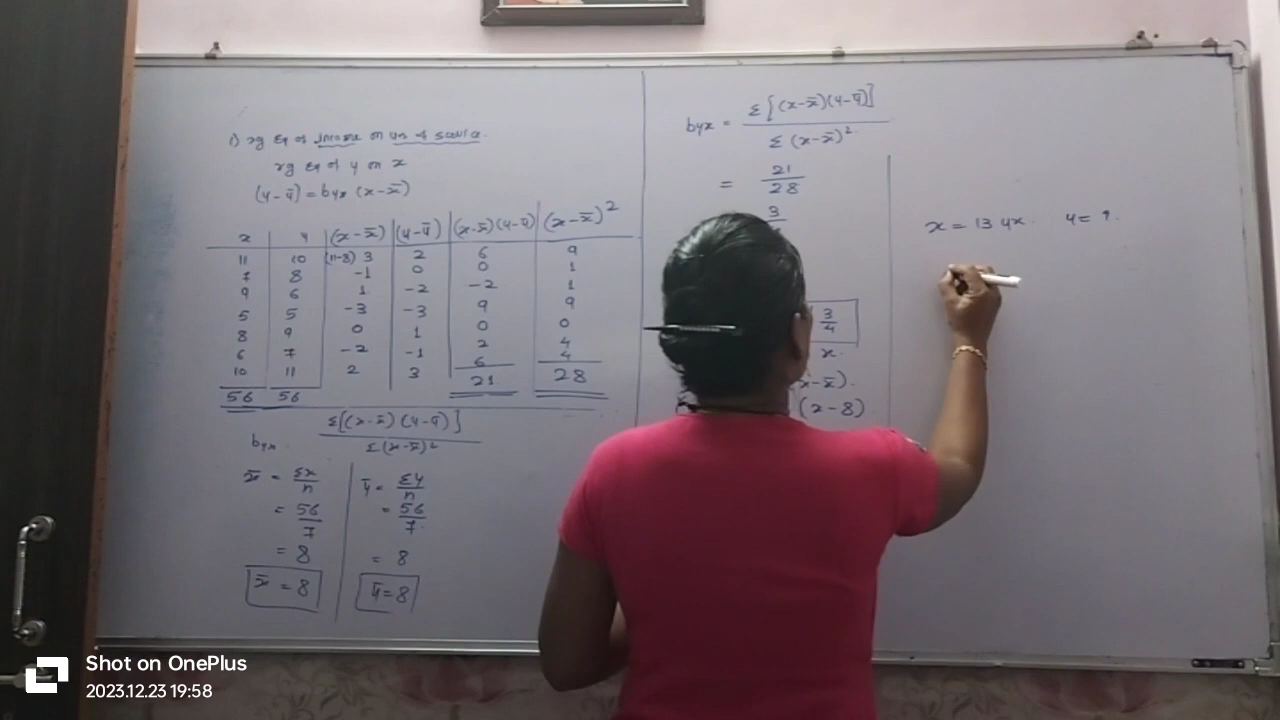 1) rg Eq of Income on yrs of service.
rg Eq of y on x
(y-ȳ) = byx (x-x̄)
x y (x-x̄) (y-ȳ) (x-x̄)(y-ȳ) (x-x̄)²
11 10 (11-8) 3 2 6 9
7 8 -1 0 0 1
9 6 1 -2 -2 1
5 5 -3 -3 9 9
8 9 0 1 0 0
6 7 -2 -1 2 4
10 11 2 3 6 4
56 56 21 28
byx Σ[(x-x̄)(y-ȳ)]
Σ(x-x̄)²
x̄ = Σx
n
= 56
7
= 8
x̄ = 8
ȳ = Σy
n
= 56
7
= 8
ȳ = 8
byx = Σ[(x-x̄)(y-ȳ)]
Σ(x-x̄)²
= 21
28
3
3
4
x.
x-x̄).
(x-8)
x = 13 yx. y = ?.
Shot on OnePlus
2023.12.23 19:58